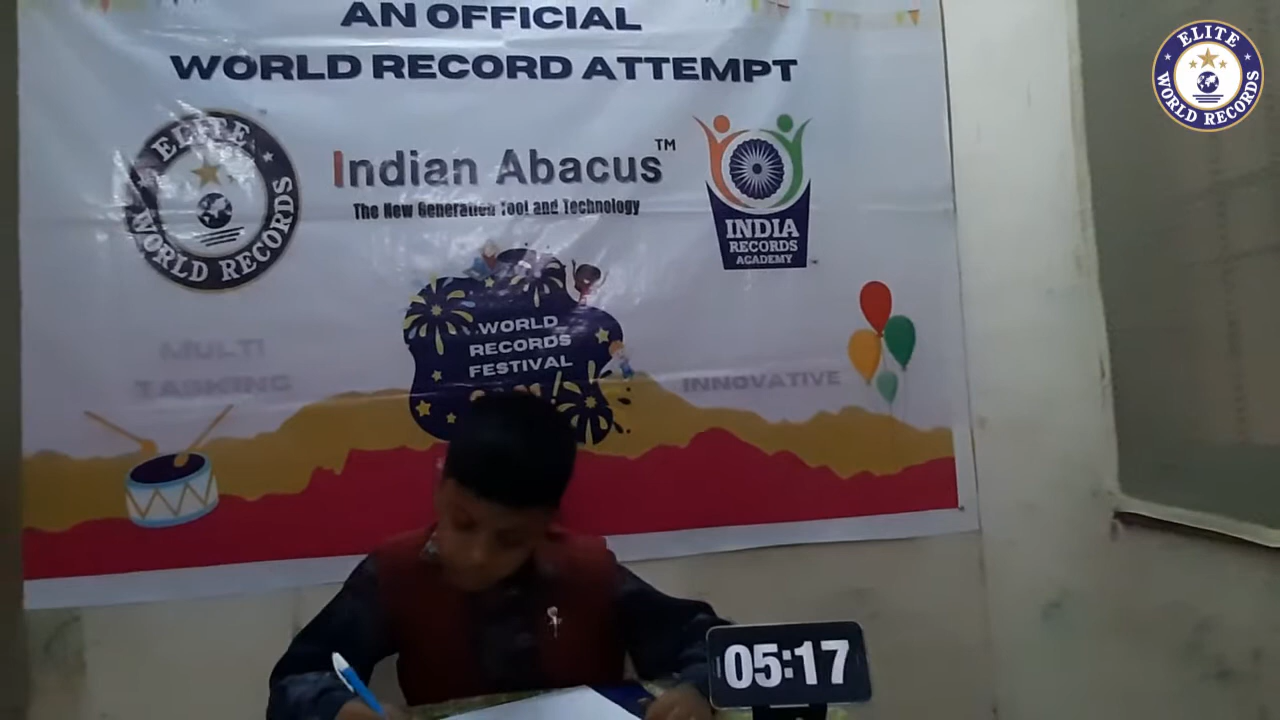 AN OFFICIAL
WORLD RECORD ATTEMPT
ELITE
WORLD RECORDS
ELITE
WORLD RECORDS
Indian Abacus™
The New Generation Tool and Technology
INDIA
RECORDS
ACADEMY
WORLD
RECORDS
FESTIVAL
MULTI
TASKING
INNOVATIVE
05:17